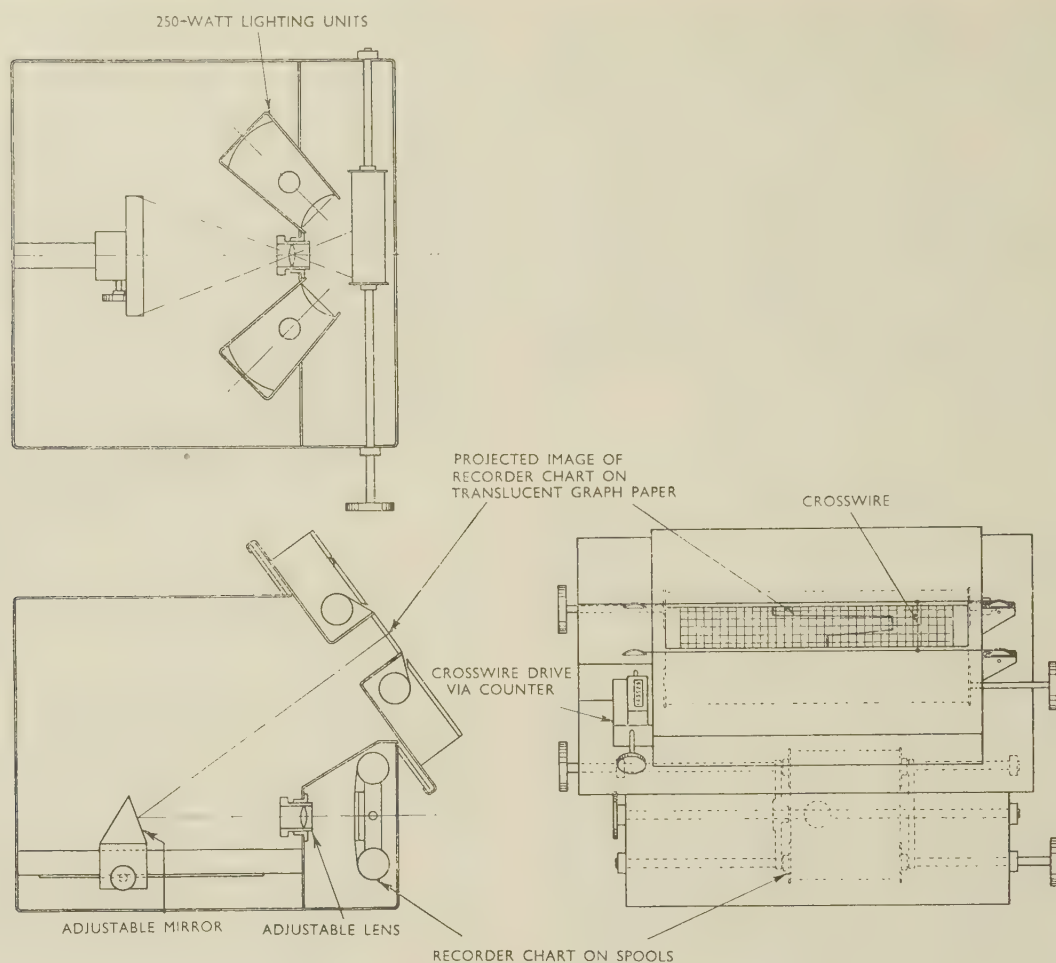 250-WATT LIGHTING UNITS
PROJECTED IMAGE OF
RECORDER CHART ON
TRANSLUCENT GRAPH PAPER
CROSSWIRE
CROSSWIRE DRIVE
VIA COUNTER
ADJUSTABLE MIRROR
ADJUSTABLE LENS
RECORDER CHART ON SPOOLS